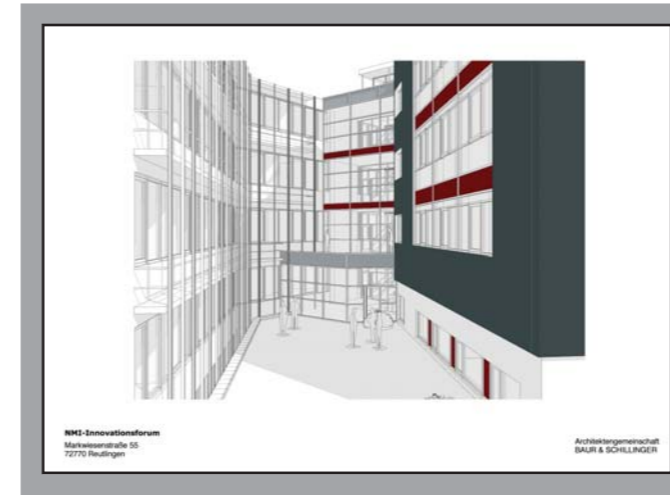 NMI-Innovationsforum
Markwiesenstraße 55
72770 Reutlingen
Architektengemeinschaft
BAUR & SCHILLINGER